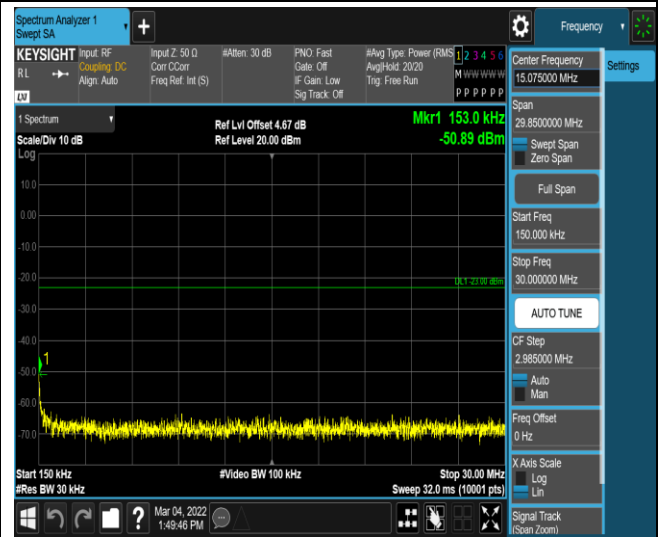 Spectrum Analyzer 1
Swept SA
Frequency
KEYSIGHT
RL
LXI
Input: RF
Coupling: DC
Align: Auto
Input Z: 50 Ω
Corr CCorr
Freq Ref: Int (S)
#Atten: 30 dB
PNO: Fast
Gate: Off
IF Gain: Low
Sig Track: Off
#Avg Type: Power (RMS
Avg|Hold: 20/20
Trig: Free Run
1 2 3 4 5 6
M W W W W W
P P P P P P
1 Spectrum
Scale/Div 10 dB
Log
Ref Lvl Offset 4.67 dB
Ref Level 20.00 dBm
Mkr1 153.0 kHz
-50.89 dBm
10.0
0.00
-10.0
-20.0
-30.0
-40.0
-50.0
-60.0
-70.0
DL1 -23.00 dBm
1
Start 150 kHz
#Video BW 100 kHz
Stop 30.00 MHz
#Res BW 30 kHz
Sweep 32.0 ms (10001 pts)
Mar 04, 2022
1:49:46 PM
?
Center Frequency
15.075000 MHz
Settings
Span
29.8500000 MHz
Swept Span
Zero Span
Full Span
Start Freq
150.000 kHz
Stop Freq
30.000000 MHz
AUTO TUNE
CF Step
2.985000 MHz
Auto
Man
Freq Offset
0 Hz
X Axis Scale
Log
Lin
Signal Track
(Span Zoom)